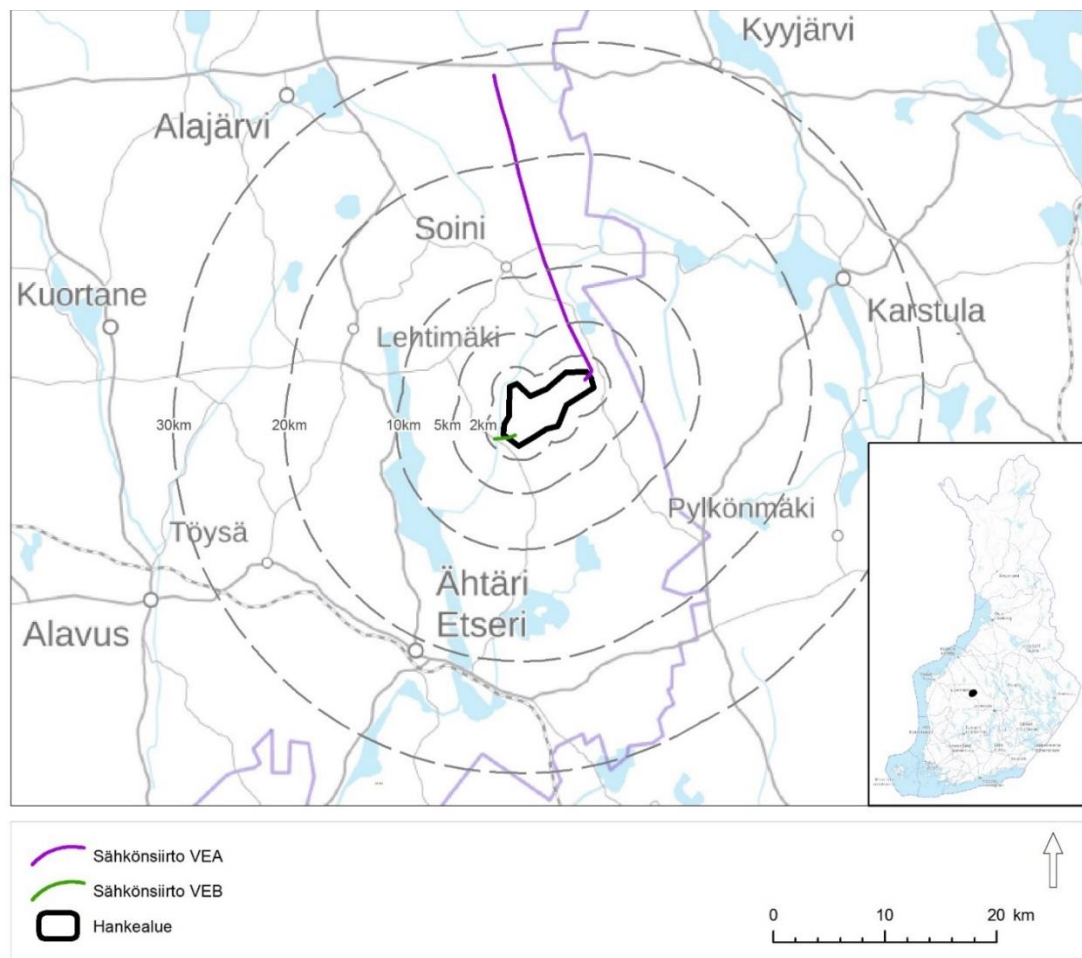 Kyyjärvi
Alajärvi
Soini
Kuortane
Karstula
Lehtimäki
30km
20km
10km
5km
2km
Pylkönmäki
Töysä
Ähtäri
Etseri
Alavus
Sähkönsiirto VEA
Sähkönsiirto VEB
Hankealue
0 10 20 km